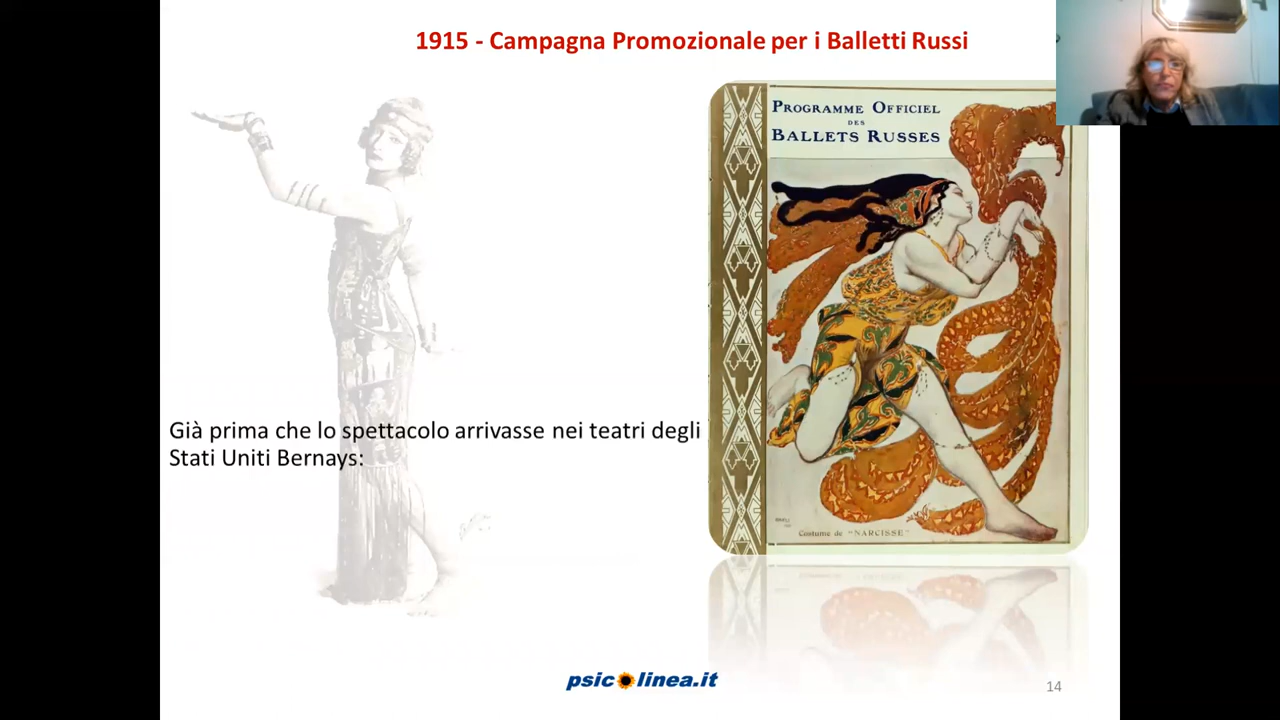 1915 - Campagna Promozionale per i Balletti Russi
PROGRAMME OFFICIEL
DES
BALLETS RUSSES
Già prima che lo spettacolo arrivasse nei teatri degli
Stati Uniti Bernays:
Costume de "NARCISSE"
psicolinea.it
14